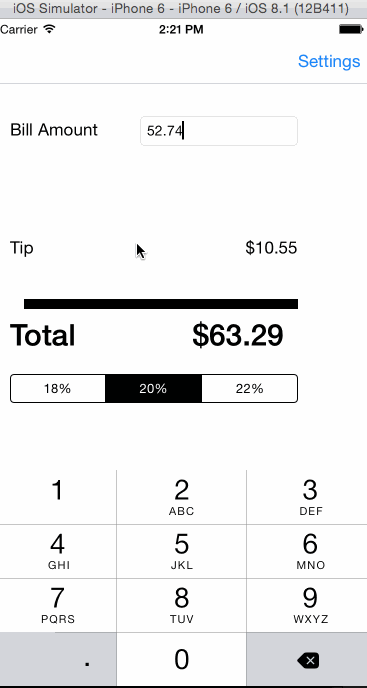 iOS Simulator - iPhone 6 - iPhone 6 / iOS 8.1 (12B411)
Carrier 2:21 PM
Settings
Bill Amount 52.74
Tip $10.55
Total $63.29
18% 20% 22%
1 2 3
ABC DEF
4 5 6
GHI JKL MNO
7 8 9
PQRS TUV WXYZ
. 0